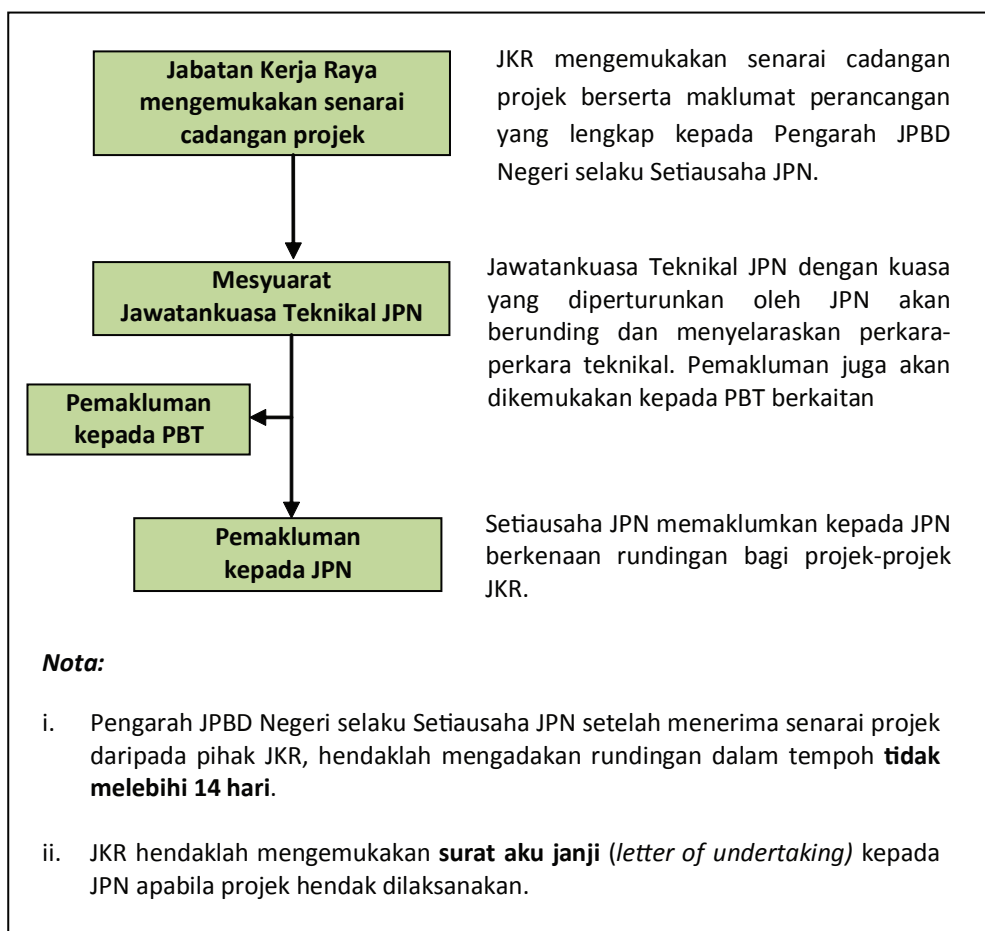 Jabatan Kerja Raya
mengemukakan senarai
cadangan projek
JKR mengemukakan senarai cadangan
projek berserta maklumat perancangan
yang lengkap kepada Pengarah JPBD
Negeri selaku Setiausaha JPN.
Mesyuarat
Jawatankuasa Teknikal JPN
Jawatankuasa Teknikal JPN dengan kuasa
yang diperturunkan oleh JPN akan
berunding dan menyelaraskan perkara-
perkara teknikal. Pemakluman juga akan
dikemukakan kepada PBT berkaitan
Pemakluman
kepada PBT
Pemakluman
kepada JPN
Setiausaha JPN memaklumkan kepada JPN
berkenaan rundingan bagi projek-projek
JKR.
Nota:
i. Pengarah JPBD Negeri selaku Setiausaha JPN setelah menerima senarai projek
daripada pihak JKR, hendaklah mengadakan rundingan dalam tempoh tidak
melebihi 14 hari.
ii. JKR hendaklah mengemukakan surat aku janji (letter of undertaking) kepada
JPN apabila projek hendak dilaksanakan.